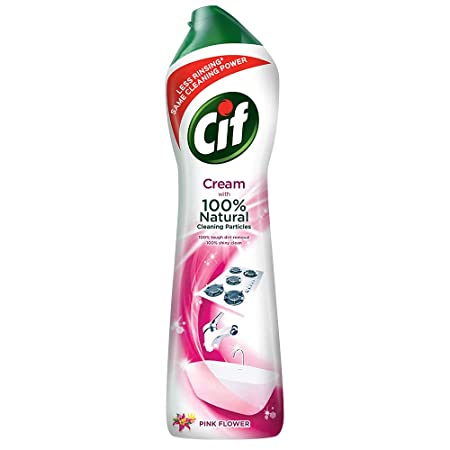 LESS RINSING*
SAME CLEANING POWER
Cif
Cream
with
100%
Natural
Cleaning Particles
100% tough dirt removal
100% shiny clean
PINK FLOWER